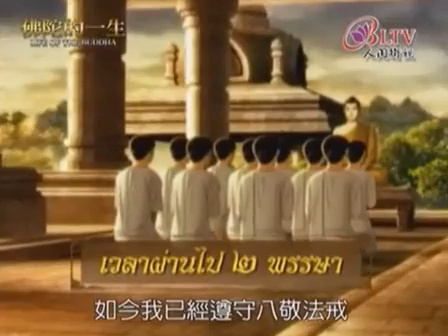 佛陀的一生
LIFE OF THE BUDDHA
BLTV
人間衛視
เวลาผ่านไป ๒ พรรษา
如今我已經遵守八敬法戒